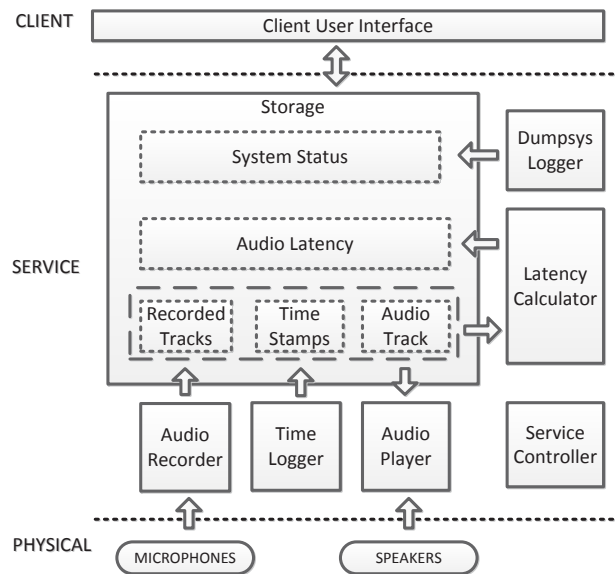 CLIENT
Client User Interface
Storage
System Status
Dumpsys
Logger
Audio Latency
SERVICE
Latency
Calculator
Recorded
Tracks
Time
Stamps
Audio
Track
Audio
Recorder
Time
Logger
Audio
Player
Service
Controller
PHYSICAL
MICROPHONES
SPEAKERS